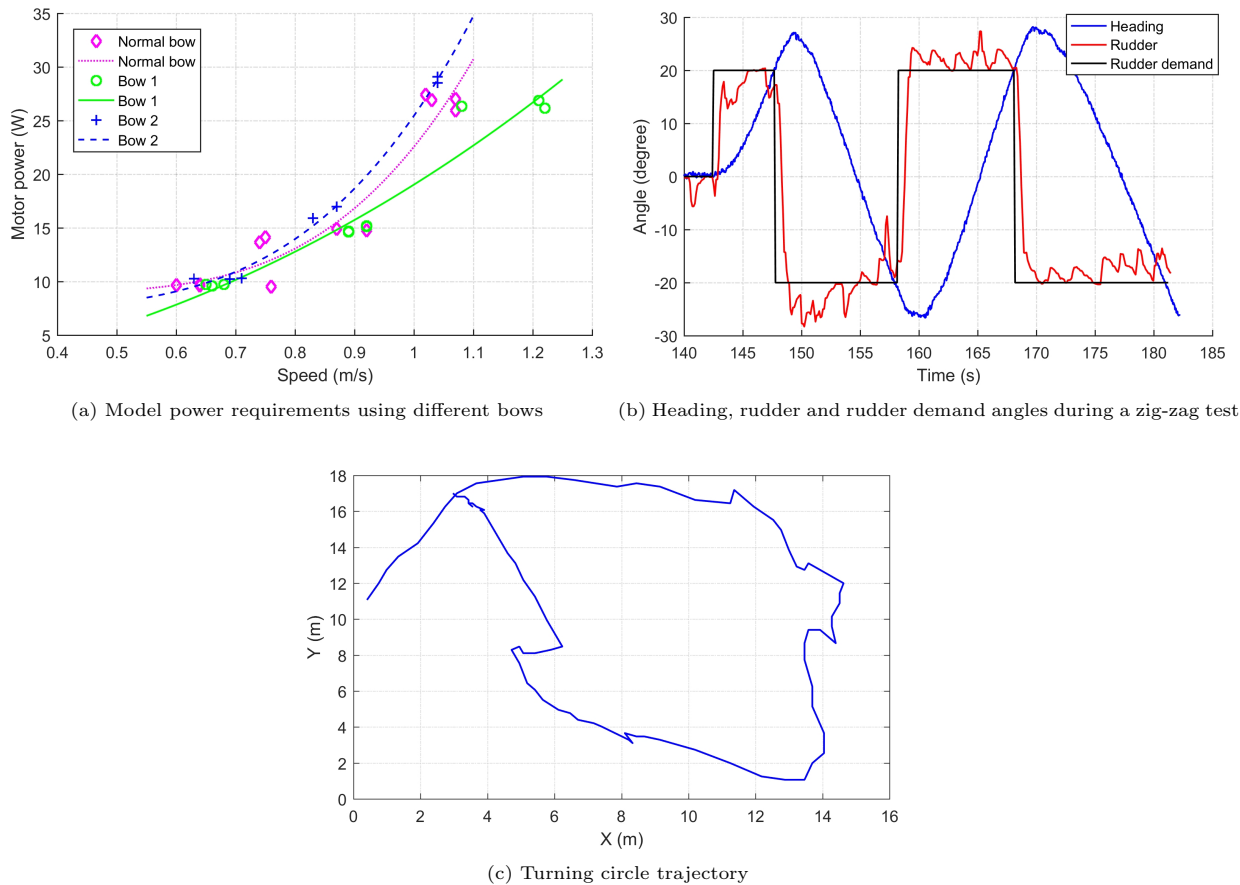 35
30
25
20
15
10
5
Motor power (W)
0.4 0.5 0.6 0.7 0.8 0.9 1 1.1 1.2 1.3
Speed (m/s)
Normal bow
Normal bow
Bow 1
Bow 1
Bow 2
Bow 2
(a) Model power requirements using different bows
30
20
10
0
-10
-20
-30
Angle (degree)
140 145 150 155 160 165 170 175 180 185
Time (s)
Heading
Rudder
Rudder demand
(b) Heading, rudder and rudder demand angles during a zig-zag test
18
16
14
12
10
8
6
4
2
0
Y (m)
0 2 4 6 8 10 12 14 16
X (m)
(c) Turning circle trajectory